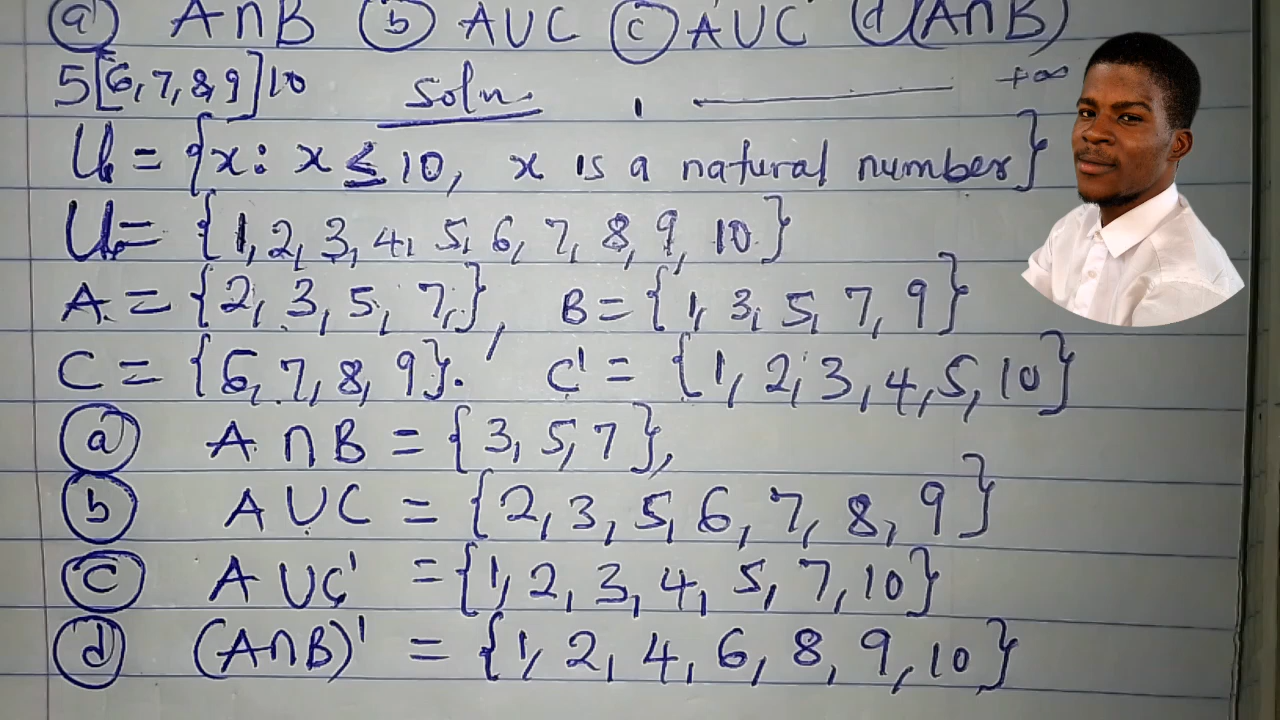 ⓐ A∩B ⓑ A∪C ⓒ A∪C' ⓓ (A∩B)'
5[6,7,8,9]10 Soln. +∞
U = {x: x ≤ 10, x is a natural number}
U = {1, 2, 3, 4, 5, 6, 7, 8, 9, 10}
A = {2, 3, 5, 7}, B = {1, 3, 5, 7, 9}
C = {6, 7, 8, 9}. C' = {1, 2, 3, 4, 5, 10}
ⓐ A ∩ B = {3, 5, 7},
ⓑ A ∪ C = {2, 3, 5, 6, 7, 8, 9}
ⓒ A ∪ C' = {1, 2, 3, 4, 5, 7, 10}
ⓓ (A∩B)' = {1, 2, 4, 6, 8, 9, 10}